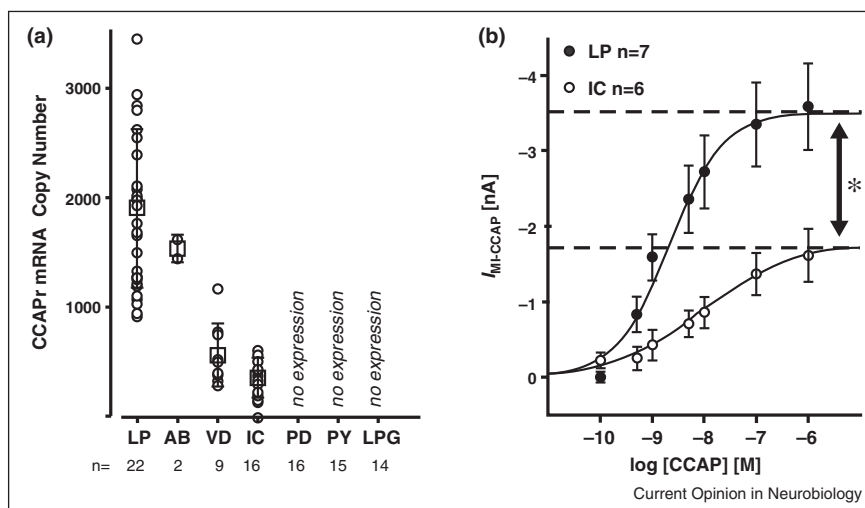 (a)
CCAPr mRNA Copy Number
3000
2000
1000
no expression
no expression
no expression
LP AB VD IC PD PY LPG
n= 22 2 9 16 16 15 14
(b)
LP n=7
IC n=6
I MI-CCAP [nA]
–4
–3
–2
–1
0
*
–10 –9 –8 –7 –6
log [CCAP] [M]
Current Opinion in Neurobiology